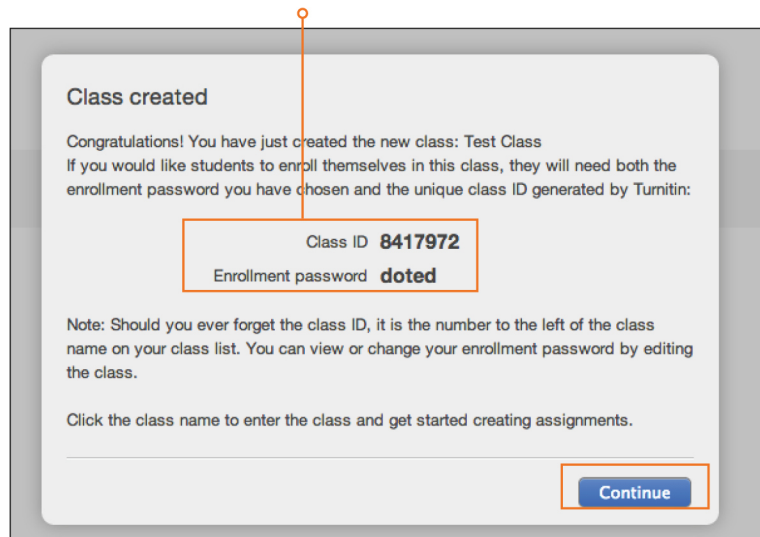 Class created
Congratulations! You have just created the new class: Test Class
If you would like students to enroll themselves in this class, they will need both the
enrollment password you have chosen and the unique class ID generated by Turnitin:
Class ID 8417972
Enrollment password doted
Note: Should you ever forget the class ID, it is the number to the left of the class
name on your class list. You can view or change your enrollment password by editing
the class.
Click the class name to enter the class and get started creating assignments.
Continue